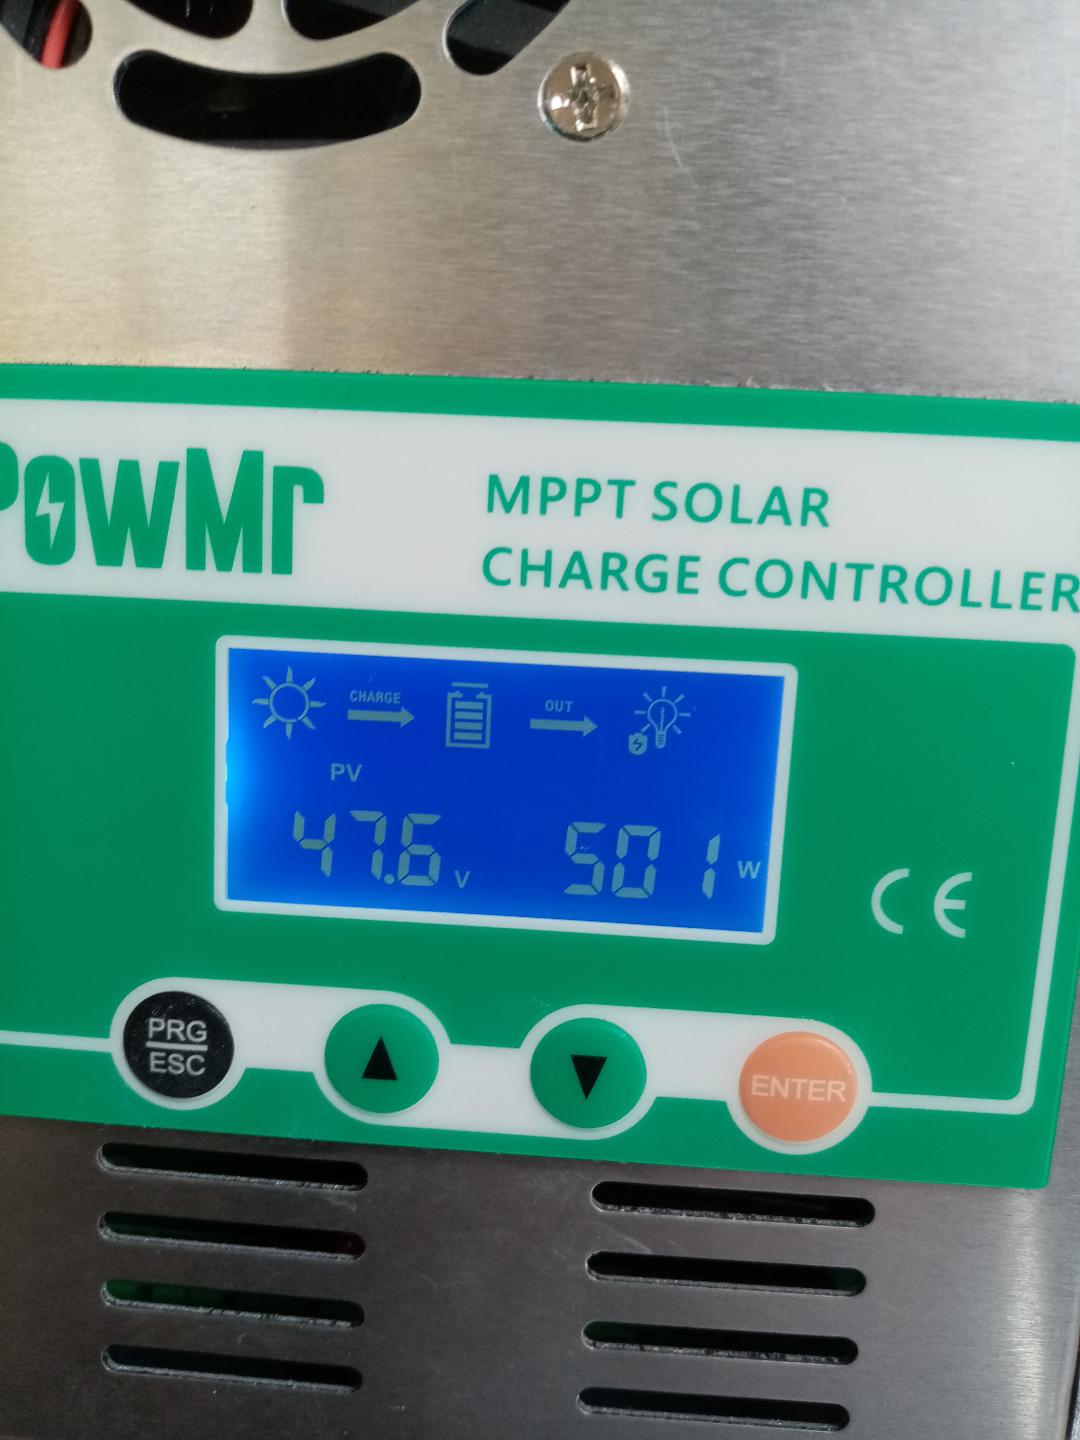 PowMr
MPPT SOLAR
CHARGE CONTROLLER
CHARGE
OUT
PV
47.6 V
501 W
CE
PRG
ESC
ENTER